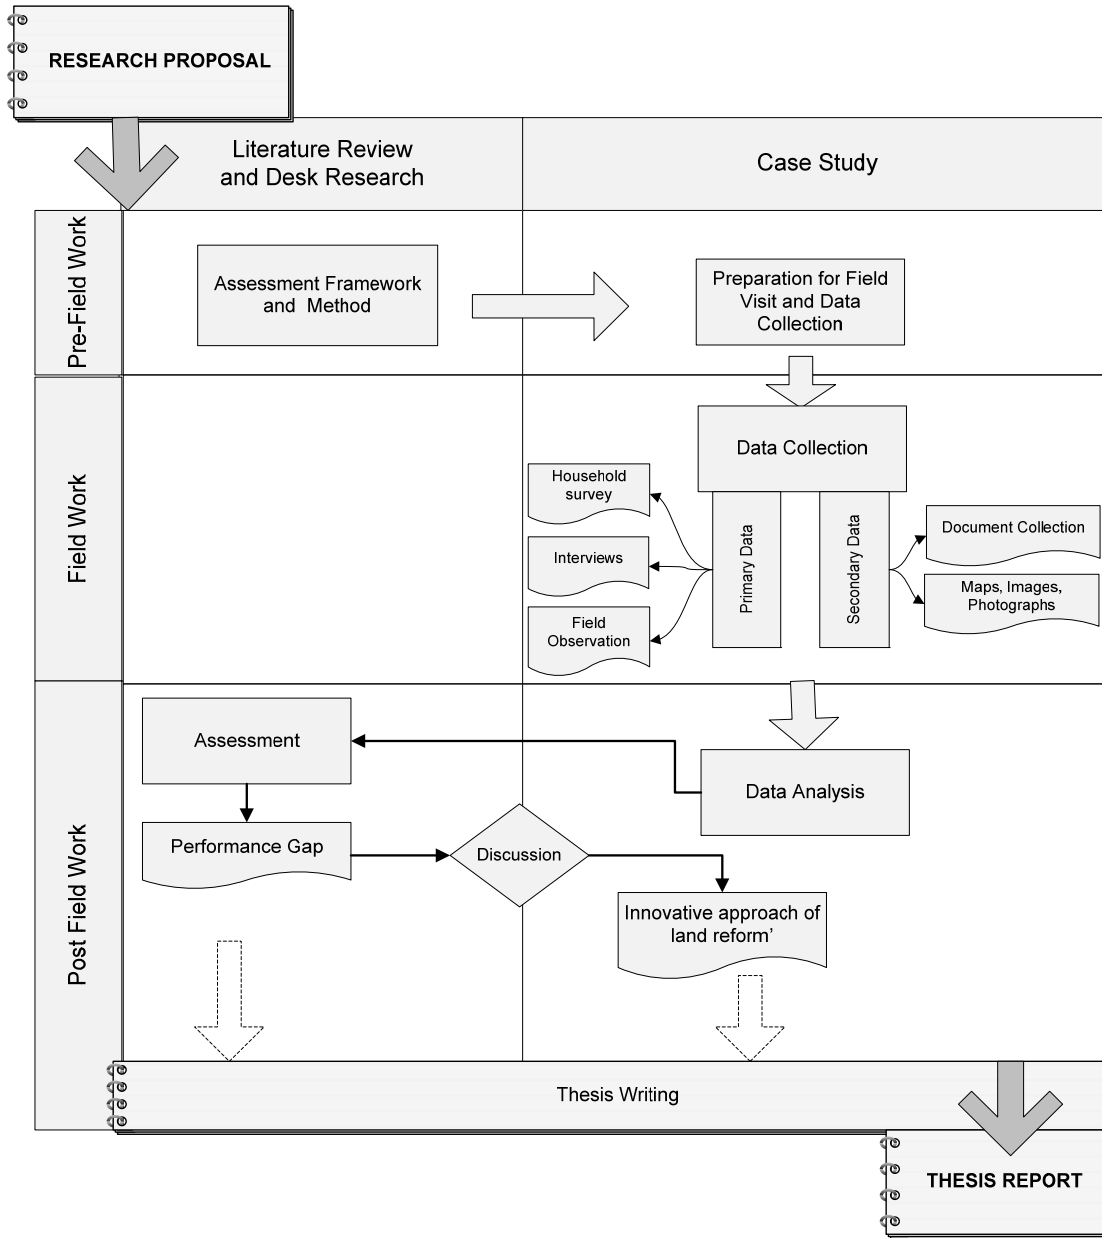 RESEARCH PROPOSAL
Literature Review
and Desk Research
Case Study
Pre-Field Work
Assessment Framework
and Method
Preparation for Field
Visit and Data
Collection
Field Work
Data Collection
Household
survey
Interviews
Field
Observation
Primary Data
Secondary Data
Document Collection
Maps, Images,
Photographs
Post Field Work
Assessment
Data Analysis
Performance Gap
Discussion
Innovative approach of
land reform’
Thesis Writing
THESIS REPORT